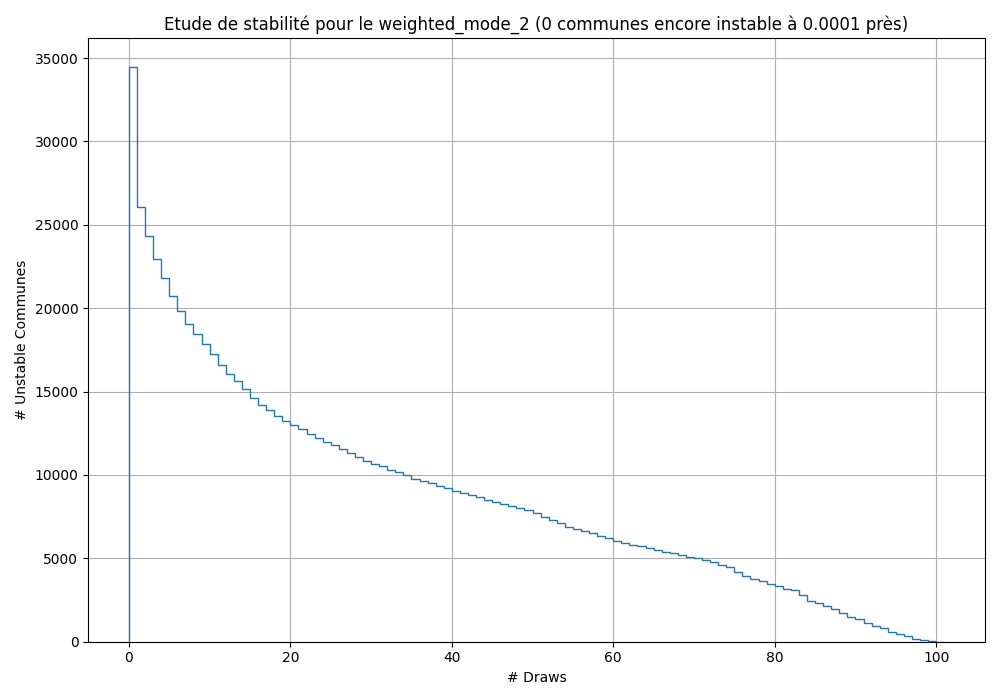 Etude de stabilité pour le weighted_mode_2 (0 communes encore instable à 0.0001 près)
35000
30000
25000
20000
15000
10000
5000
0
# Unstable Communes
0 20 40 60 80 100
# Draws